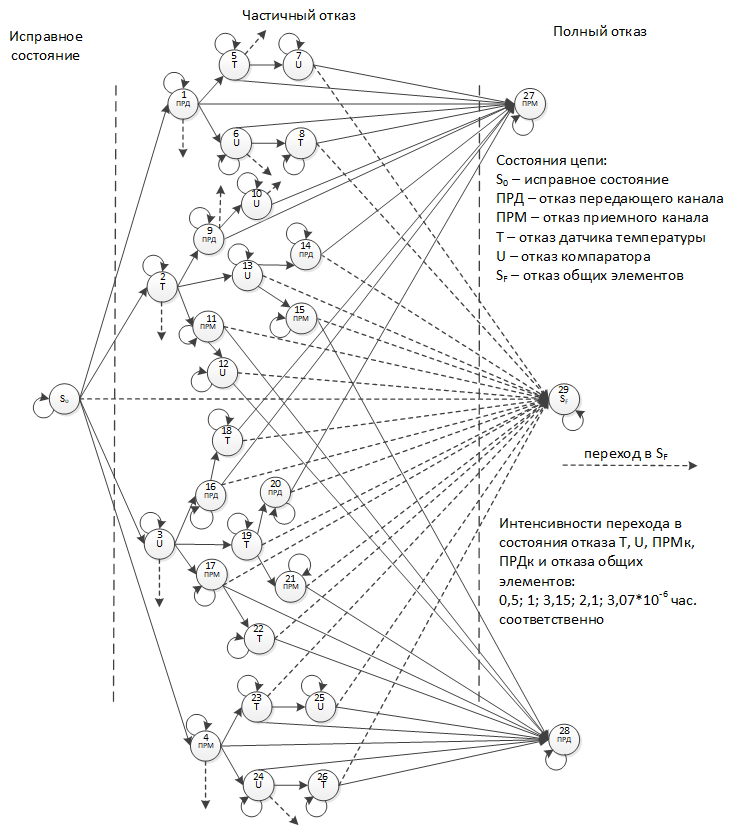 Исправное
состояние
Частичный отказ
Полный отказ
5
T
7
U
1
ПРД
27
ПРМ
6
U
8
T
10
U
9
ПРД
14
ПРД
13
U
2
T
11
ПРМ
15
ПРМ
12
U
S₀
29
S_F
18
T
16
ПРД
20
ПРД
3
U
19
T
17
ПРМ
21
ПРМ
22
T
23
T
25
U
4
ПРМ
28
ПРД
24
U
26
T
Состояния цепи:
S₀ – исправное состояние
ПРД – отказ передающего канала
ПРМ – отказ приемного канала
T – отказ датчика температуры
U – отказ компаратора
S_F – отказ общих элементов
переход в S_F
Интенсивности перехода в
состояния отказа T, U, ПРМк,
ПРДк и отказа общих
элементов:
0,5; 1; 3,15; 2,1; 3,07*10⁻⁶ час.
соответственно